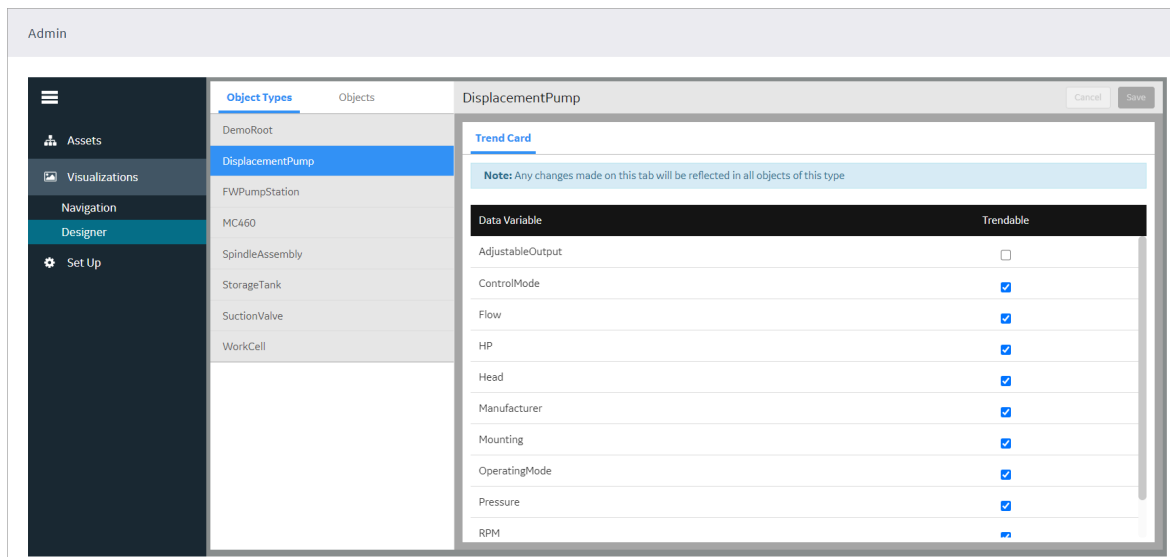 Admin
Assets
Visualizations
Navigation
Designer
Set Up
Object Types Objects
DemoRoot
DisplacementPump
FWPumpStation
MC460
SpindleAssembly
StorageTank
SuctionValve
WorkCell
DisplacementPump Cancel Save
Trend Card
Note: Any changes made on this tab will be reflected in all objects of this type
Data Variable Trendable
AdjustableOutput
ControlMode
Flow
HP
Head
Manufacturer
Mounting
OperatingMode
Pressure
RPM